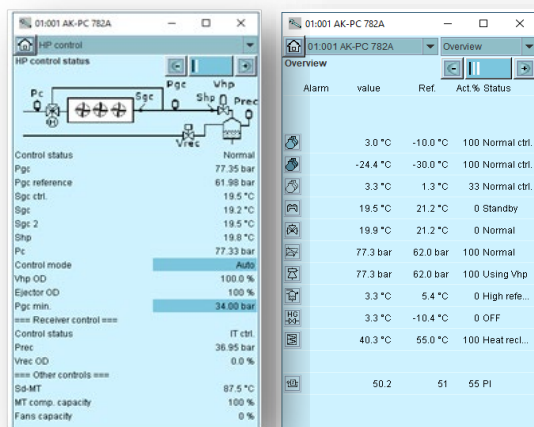 01:001 AK-PC 782A
HP control
HP control status
Pc
Sgc
Pgc
Shp
Vhp
Prec
Vrec
Control status Normal
Pgc 77.35 bar
Pgc reference 61.98 bar
Sgc ctrl. 19.5 °C
Sgc 19.2 °C
Sgc 2 19.5 °C
Shp 19.8 °C
Pc 77.33 bar
Control mode Auto
Vhp OD 100.0 %
Ejector OD 100 %
Pgc min. 34.00 bar
=== Receiver control ===
Control status IT ctrl.
Prec 36.95 bar
Vrec OD 0.0 %
=== Other controls ===
Sd-MT 87.5 °C
MT comp. capacity 100 %
Fans capacity 0 %
01:001 AK-PC 782A
01:001 AK-PC 782A Overview
Overview
Alarm value Ref. Act.% Status
3.0 °C -10.0 °C 100 Normal ctrl.
-24.4 °C -30.0 °C 100 Normal ctrl.
3.3 °C 1.3 °C 33 Normal ctrl.
19.5 °C 21.2 °C 0 Standby
19.9 °C 21.2 °C 0 Normal
77.3 bar 62.0 bar 100 Normal
77.3 bar 62.0 bar 100 Using Vhp
3.3 °C 5.4 °C 0 High refe...
HG 3.3 °C -10.4 °C 0 OFF
40.3 °C 55.0 °C 100 Heat recl...
50.2 51 55 PI